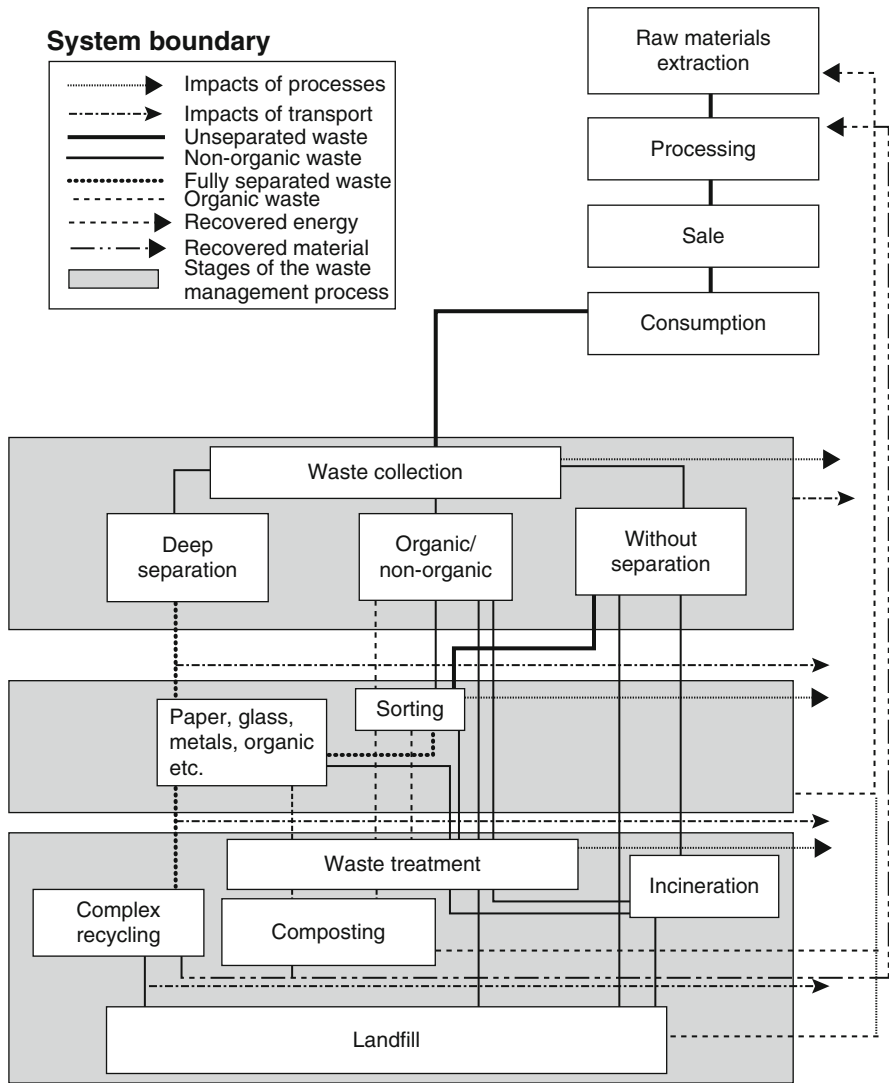 System boundary
Impacts of processes
Impacts of transport
Unseparated waste
Non-organic waste
Fully separated waste
Organic waste
Recovered energy
Recovered material
Stages of the waste
management process
Raw materials
extraction
Processing
Sale
Consumption
Waste collection
Deep
separation
Organic/
non-organic
Without
separation
Paper, glass,
metals, organic
etc.
Sorting
Waste treatment
Incineration
Complex
recycling
Composting
Landfill